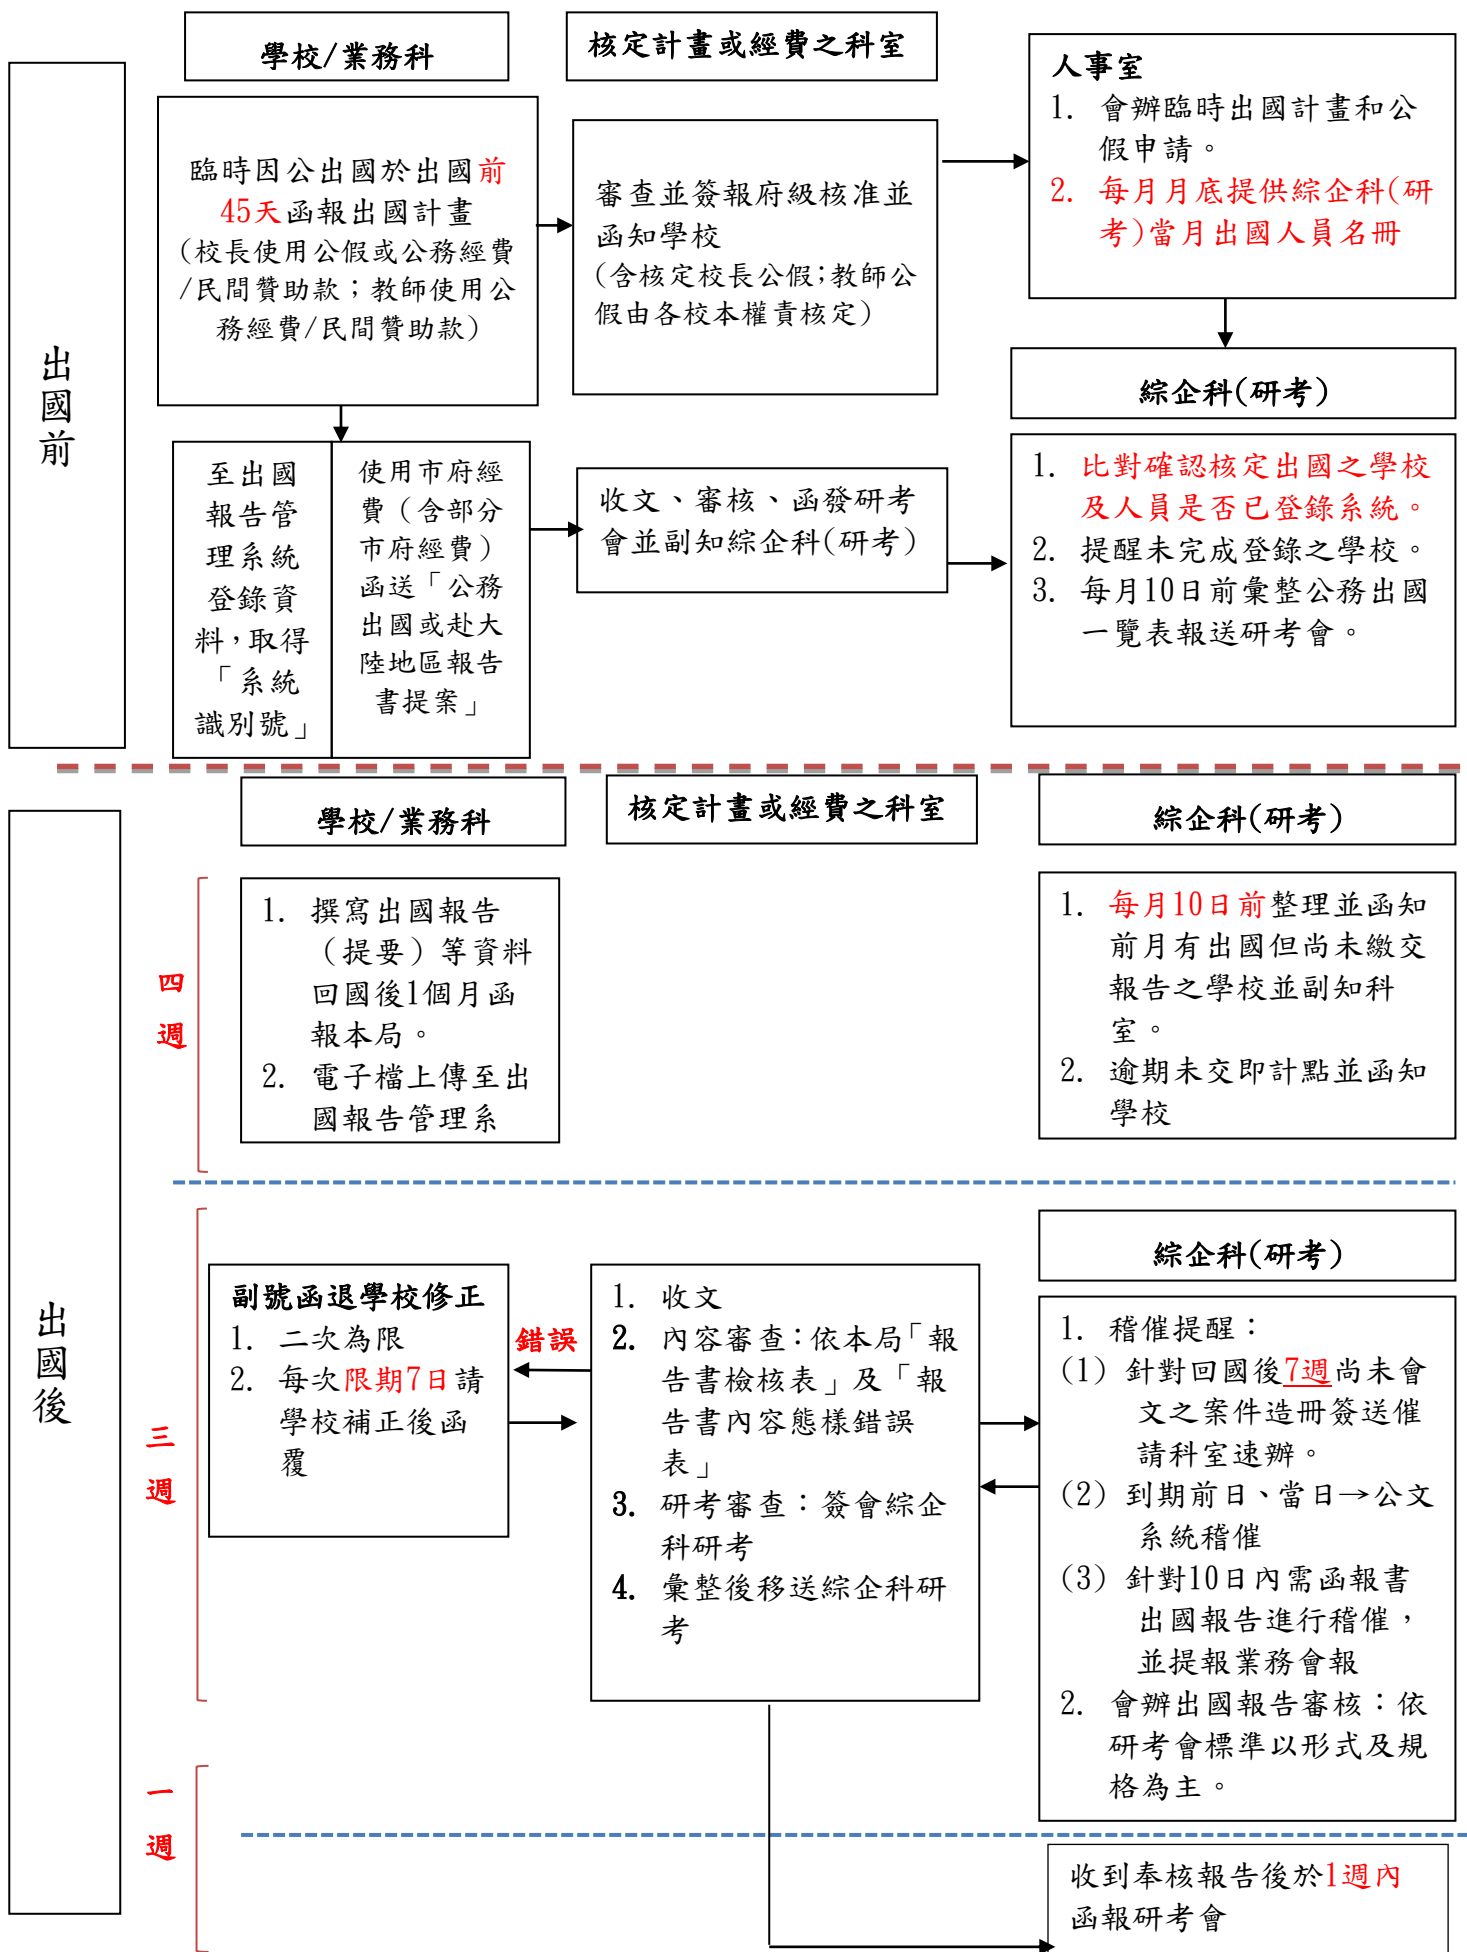 學校/業務科
核定計畫或經費之科室
人事室
1. 會辦臨時出國計畫和公
假申請。
2. 每月月底提供綜企科(研
考)當月出國人員名冊
出國前
臨時因公出國於出國前
45天函報出國計畫
(校長使用公假或公務經費
/民間贊助款；教師使用公
務經費/民間贊助款)
審查並簽報府級核准並
函知學校
(含核定校長公假;教師公
假由各校本權責核定)
綜企科(研考)
至出國
報告管
理系統
登錄資
料，取得
「系統
識別號」
使用市府經
費（含部分
市府經費）
函送「公務
出國或赴大
陸地區報告
書提案」
收文、審核、函發研考
會並副知綜企科(研考)
1. 比對確認核定出國之學校
及人員是否已登錄系統。
2. 提醒未完成登錄之學校。
3. 每月10日前彙整公務出國
一覽表報送研考會。
學校/業務科
核定計畫或經費之科室
綜企科(研考)
出國後
四
週
1. 撰寫出國報告
（提要）等資料
回國後1個月函
報本局。
2. 電子檔上傳至出
國報告管理系
1. 每月10日前整理並函知
前月有出國但尚未繳交
報告之學校並副知科
室。
2. 逾期未交即計點並函知
學校
三
週
副號函退學校修正
1. 二次為限
2. 每次限期7日請
學校補正後函
覆
錯誤
1. 收文
2. 內容審查：依本局「報
告書檢核表」及「報
告書內容態樣錯誤
表」
3. 研考審查：簽會綜企
科研考
4. 彙整後移送綜企科研
考
綜企科(研考)
1. 稽催提醒：
(1) 針對回國後7週尚未會
文之案件造冊簽送催
請科室速辦。
(2) 到期前日、當日→公文
系統稽催
(3) 針對10日內需函報書
出國報告進行稽催，
並提報業務會報
2. 會辦出國報告審核：依
研考會標準以形式及規
格為主。
一
週
收到奉核報告後於1週內
函報研考會